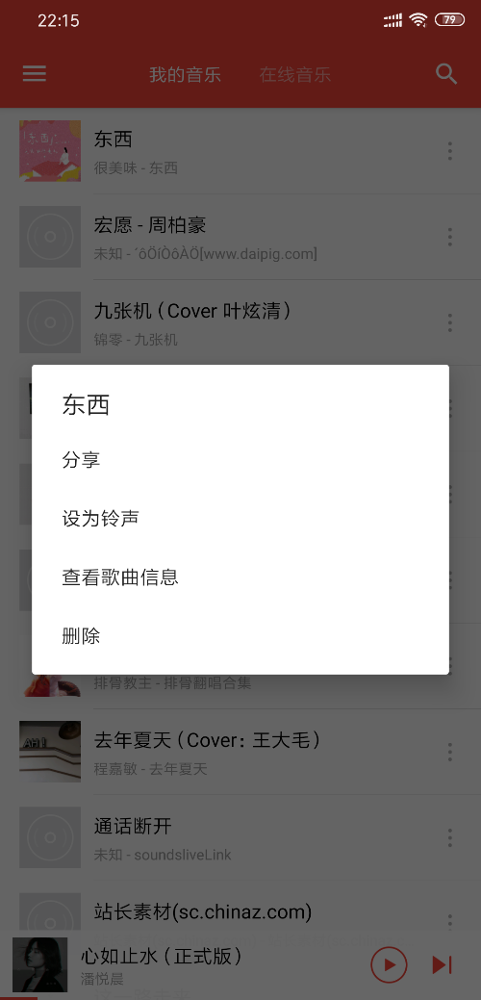 22:15
79
我的音乐
在线音乐
东西
很美味 - 东西
宏愿 - 周柏豪
未知 - ´óÖíÒôÀÖ[www.daipig.com]
九张机（Cover 叶炫清）
锦零 - 九张机
东西
分享
设为铃声
查看歌曲信息
删除
排骨教主 - 排骨翻唱合集
去年夏天（Cover：王大毛）
程嘉敏 - 去年夏天
通话断开
未知 - soundsliveLink
站长素材(sc.chinaz.com)
心如止水（正式版）
潘悦晨